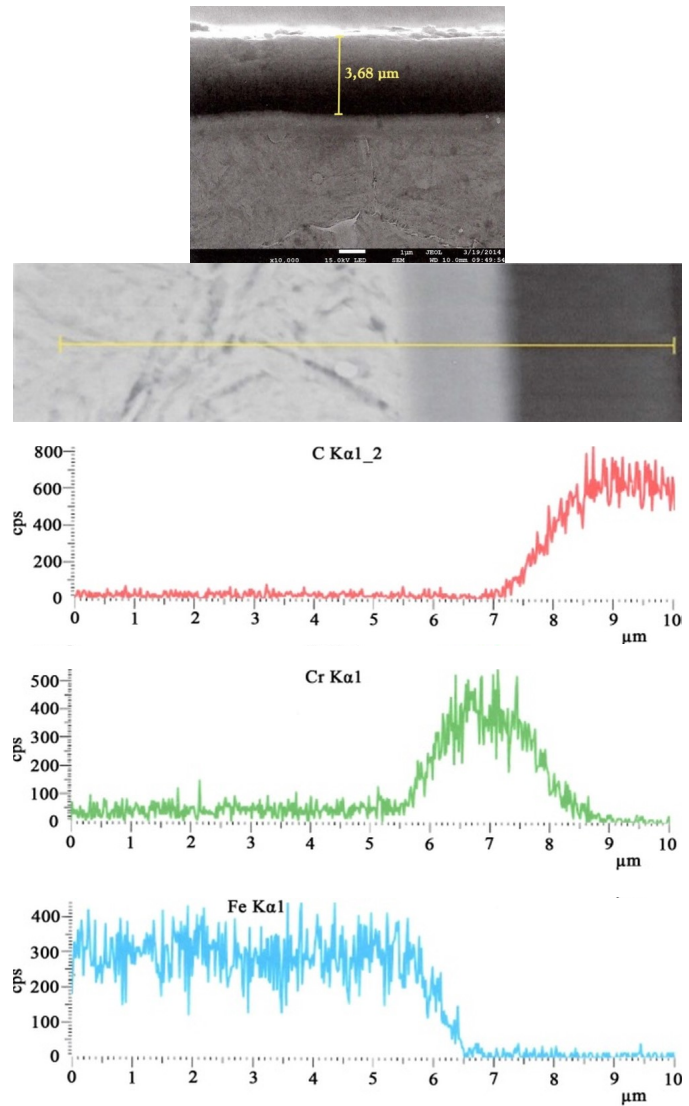 3,68 µm
1µm JEOL 3/19/2014
x10,000 15.0kV LED SEM WD 10.0mm 09:49:54
C Kα1_2
cps
800
600
400
200
0
0 1 2 3 4 5 6 7 8 9 10
µm
Cr Kα1
cps
500
400
300
200
100
0
0 1 2 3 4 5 6 7 8 9 10
µm
Fe Kα1
cps
400
300
200
100
0
0 1 2 3 4 5 6 7 8 9 10
µm